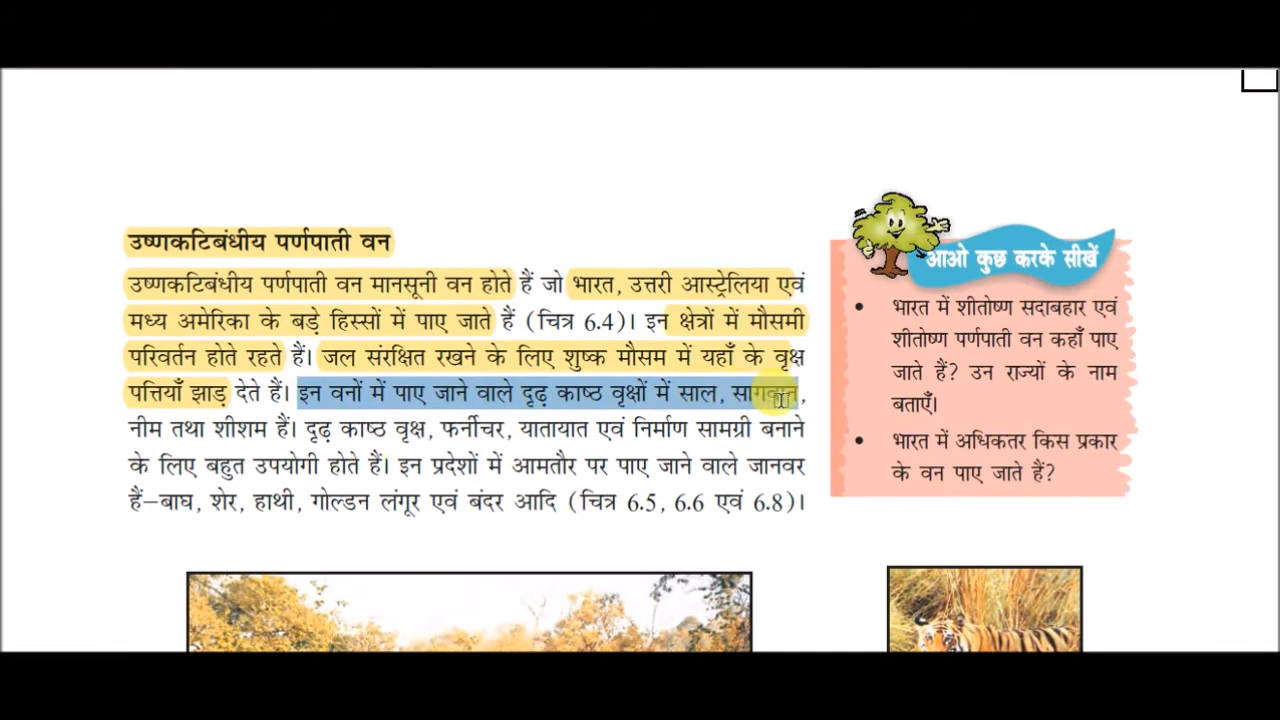 उष्णकटिबंधीय पर्णपाती वन
उष्णकटिबंधीय पर्णपाती वन मानसूनी वन होते हैं जो भारत, उत्तरी आस्ट्रेलिया एवं
मध्य अमेरिका के बड़े हिस्सों में पाए जाते हैं (चित्र 6.4)। इन क्षेत्रों में मौसमी
परिवर्तन होते रहते हैं। जल संरक्षित रखने के लिए शुष्क मौसम में यहाँ के वृक्ष
पत्तियाँ झाड़ देते हैं। इन वनों में पाए जाने वाले दृढ़ काष्ठ वृक्षों में साल, सागवान,
नीम तथा शीशम हैं। दृढ़ काष्ठ वृक्ष, फर्नीचर, यातायात एवं निर्माण सामग्री बनाने
के लिए बहुत उपयोगी होते हैं। इन प्रदेशों में आमतौर पर पाए जाने वाले जानवर
हैं–बाघ, शेर, हाथी, गोल्डन लंगूर एवं बंदर आदि (चित्र 6.5, 6.6 एवं 6.8)।
आओ कुछ करके सीखें
• भारत में शीतोष्ण सदाबहार एवं
शीतोष्ण पर्णपाती वन कहाँ पाए
जाते हैं? उन राज्यों के नाम
बताएँ।
• भारत में अधिकतर किस प्रकार
के वन पाए जाते हैं?